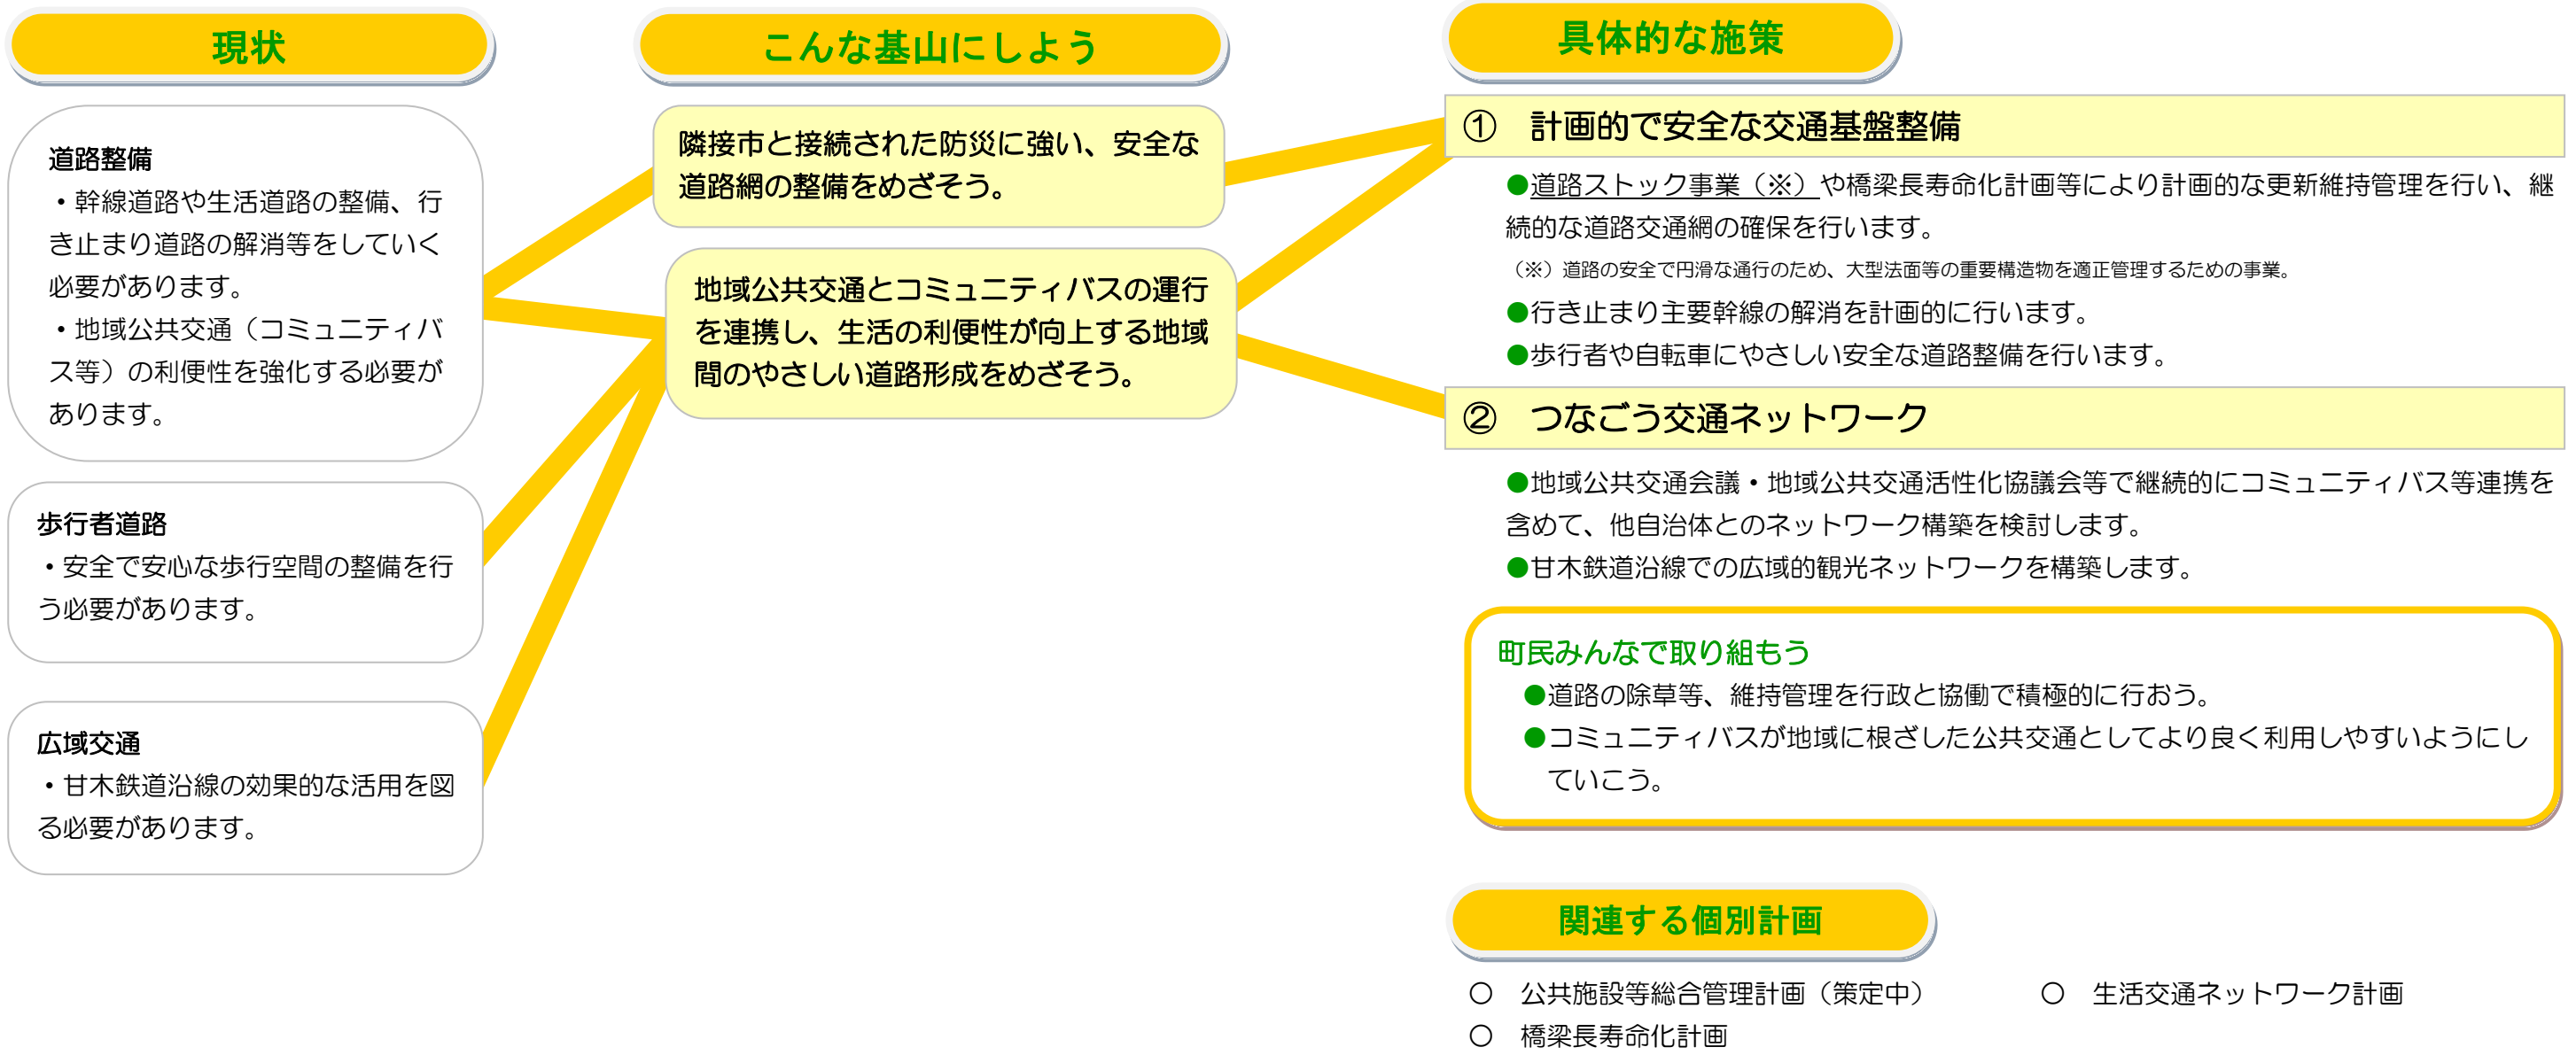 現状
道路整備
・幹線道路や生活道路の整備、行
き止まり道路の解消等をしていく
必要があります。
・地域公共交通（コミュニティバ
ス等）の利便性を強化する必要が
あります。
歩行者道路
・安全で安心な歩行空間の整備を行
う必要があります。
広域交通
・甘木鉄道沿線の効果的な活用を図
る必要があります。
こんな基山にしよう
隣接市と接続された防災に強い、安全な
道路網の整備をめざそう。
地域公共交通とコミュニティバスの運行
を連携し、生活の利便性が向上する地域
間のやさしい道路形成をめざそう。
具体的な施策
①　計画的で安全な交通基盤整備
●道路ストック事業（※）や橋梁長寿命化計画等により計画的な更新維持管理を行い、継
続的な道路交通網の確保を行います。
（※）道路の安全で円滑な通行のため、大型法面等の重要構造物を適正管理するための事業。
●行き止まり主要幹線の解消を計画的に行います。
●歩行者や自転車にやさしい安全な道路整備を行います。
②　つなごう交通ネットワーク
●地域公共交通会議・地域公共交通活性化協議会等で継続的にコミュニティバス等連携を
含めて、他自治体とのネットワーク構築を検討します。
●甘木鉄道沿線での広域的観光ネットワークを構築します。
町民みんなで取り組もう
●道路の除草等、維持管理を行政と協働で積極的に行おう。
●コミュニティバスが地域に根ざした公共交通としてより良く利用しやすいようにし
ていこう。
関連する個別計画
○　公共施設等総合管理計画（策定中）　　　　○　生活交通ネットワーク計画
○　橋梁長寿命化計画